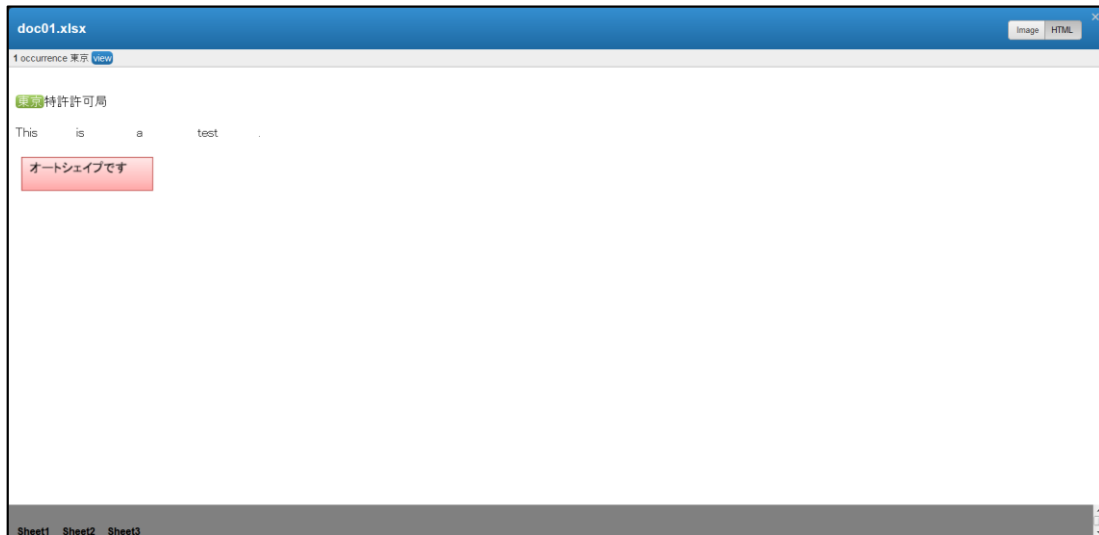 doc01.xlsx
Image HTML
1 occurrence 東京 view
東京特許許可局
This is a test .
オートシェイプです
Sheet1 Sheet2 Sheet3